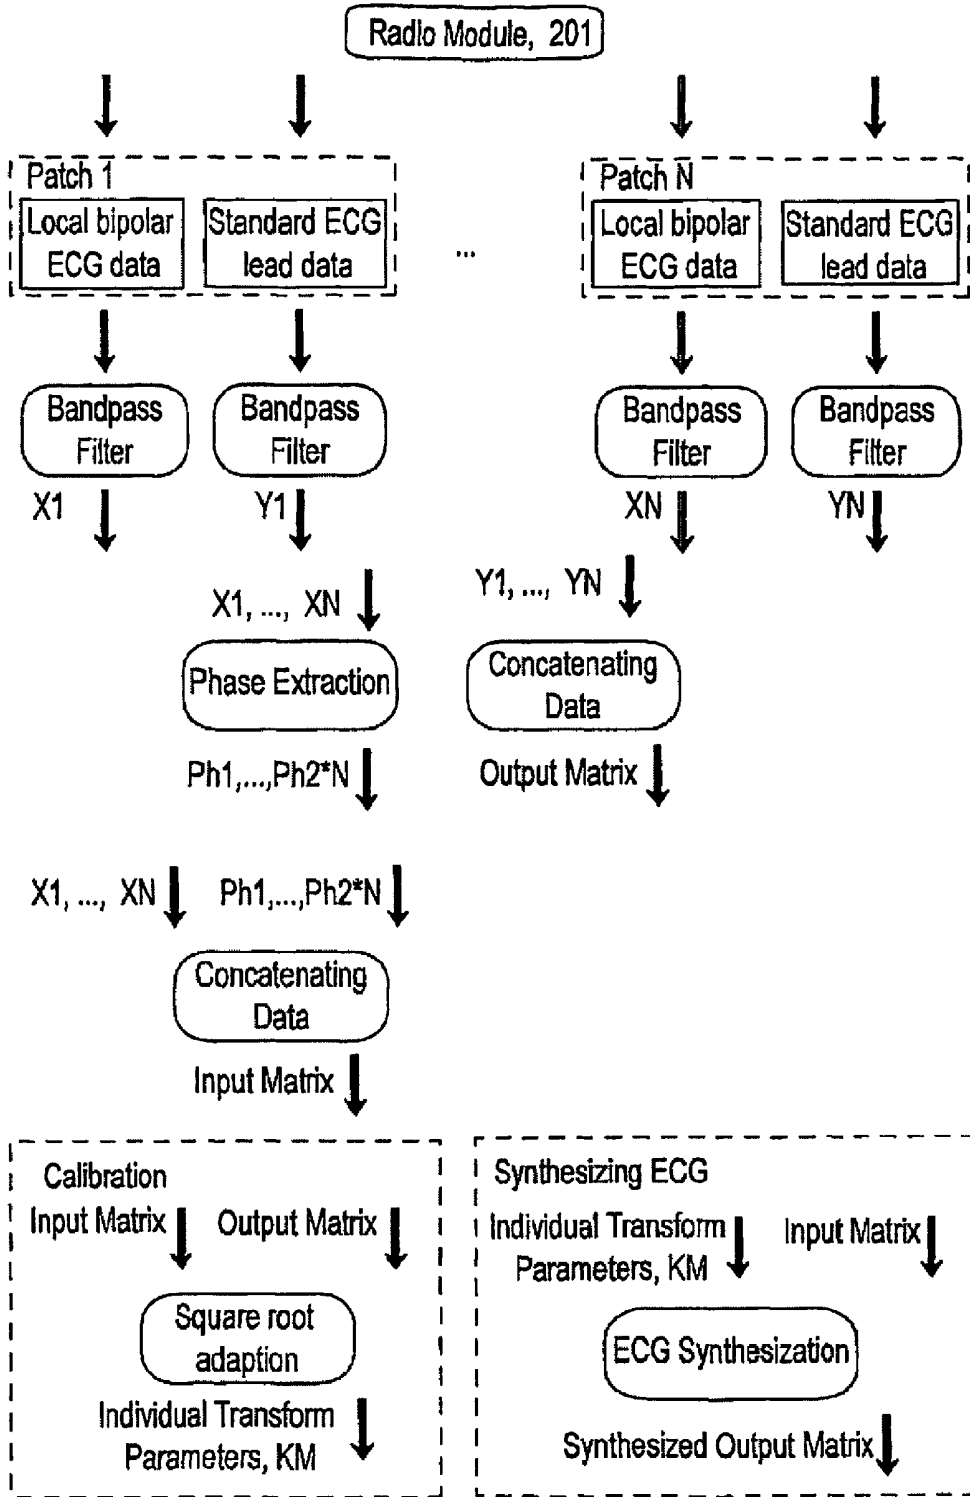 Radio Module, 201
Patch 1
Local bipolar
ECG data
Standard ECG
lead data
...
Patch N
Local bipolar
ECG data
Standard ECG
lead data
Bandpass
Filter
Bandpass
Filter
Bandpass
Filter
Bandpass
Filter
X1
Y1
XN
YN
X1, ..., XN
Y1, ..., YN
Phase Extraction
Concatenating
Data
Ph1,...,Ph2*N
Output Matrix
X1, ..., XN
Ph1,...,Ph2*N
Concatenating
Data
Input Matrix
Calibration
Input Matrix
Output Matrix
Square root
adaption
Individual Transform
Parameters, KM
Synthesizing ECG
Individual Transform
Parameters, KM
Input Matrix
ECG Synthesization
Synthesized Output Matrix